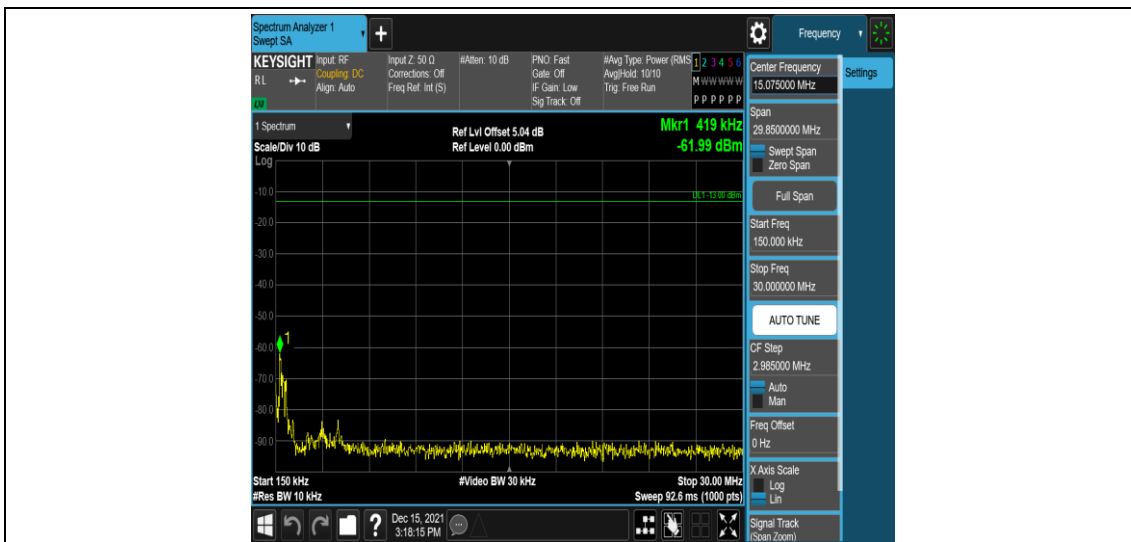 Spectrum Analyzer 1
Swept SA
+
Frequency
KEYSIGHT
RL
Input: RF
Coupling: DC
Align: Auto
Input Z: 50 Ω
Corrections: Off
Freq Ref: Int (S)
#Atten: 10 dB
PNO: Fast
Gate: Off
IF Gain: Low
Sig Track: Off
#Avg Type: Power (RMS
Avg|Hold: 10/10
Trig: Free Run
1 2 3 4 5 6
M W W W W W
P P P P P P
1 Spectrum
Scale/Div 10 dB
Ref Lvl Offset 5.04 dB
Ref Level 0.00 dBm
Mkr1 419 kHz
-61.99 dBm
Log
-10.0
DL1 -13.00 dBm
-20.0
-30.0
-40.0
-50.0
-60.0
1
-70.0
-80.0
-90.0
Start 150 kHz
#Video BW 30 kHz
Stop 30.00 MHz
#Res BW 10 kHz
Sweep 92.6 ms (1000 pts)
Center Frequency
15.075000 MHz
Settings
Span
29.8500000 MHz
Swept Span
Zero Span
Full Span
Start Freq
150.000 kHz
Stop Freq
30.000000 MHz
AUTO TUNE
CF Step
2.985000 MHz
Auto
Man
Freq Offset
0 Hz
X Axis Scale
Log
Lin
Signal Track
(Span Zoom)
?
Dec 15, 2021
3:18:15 PM